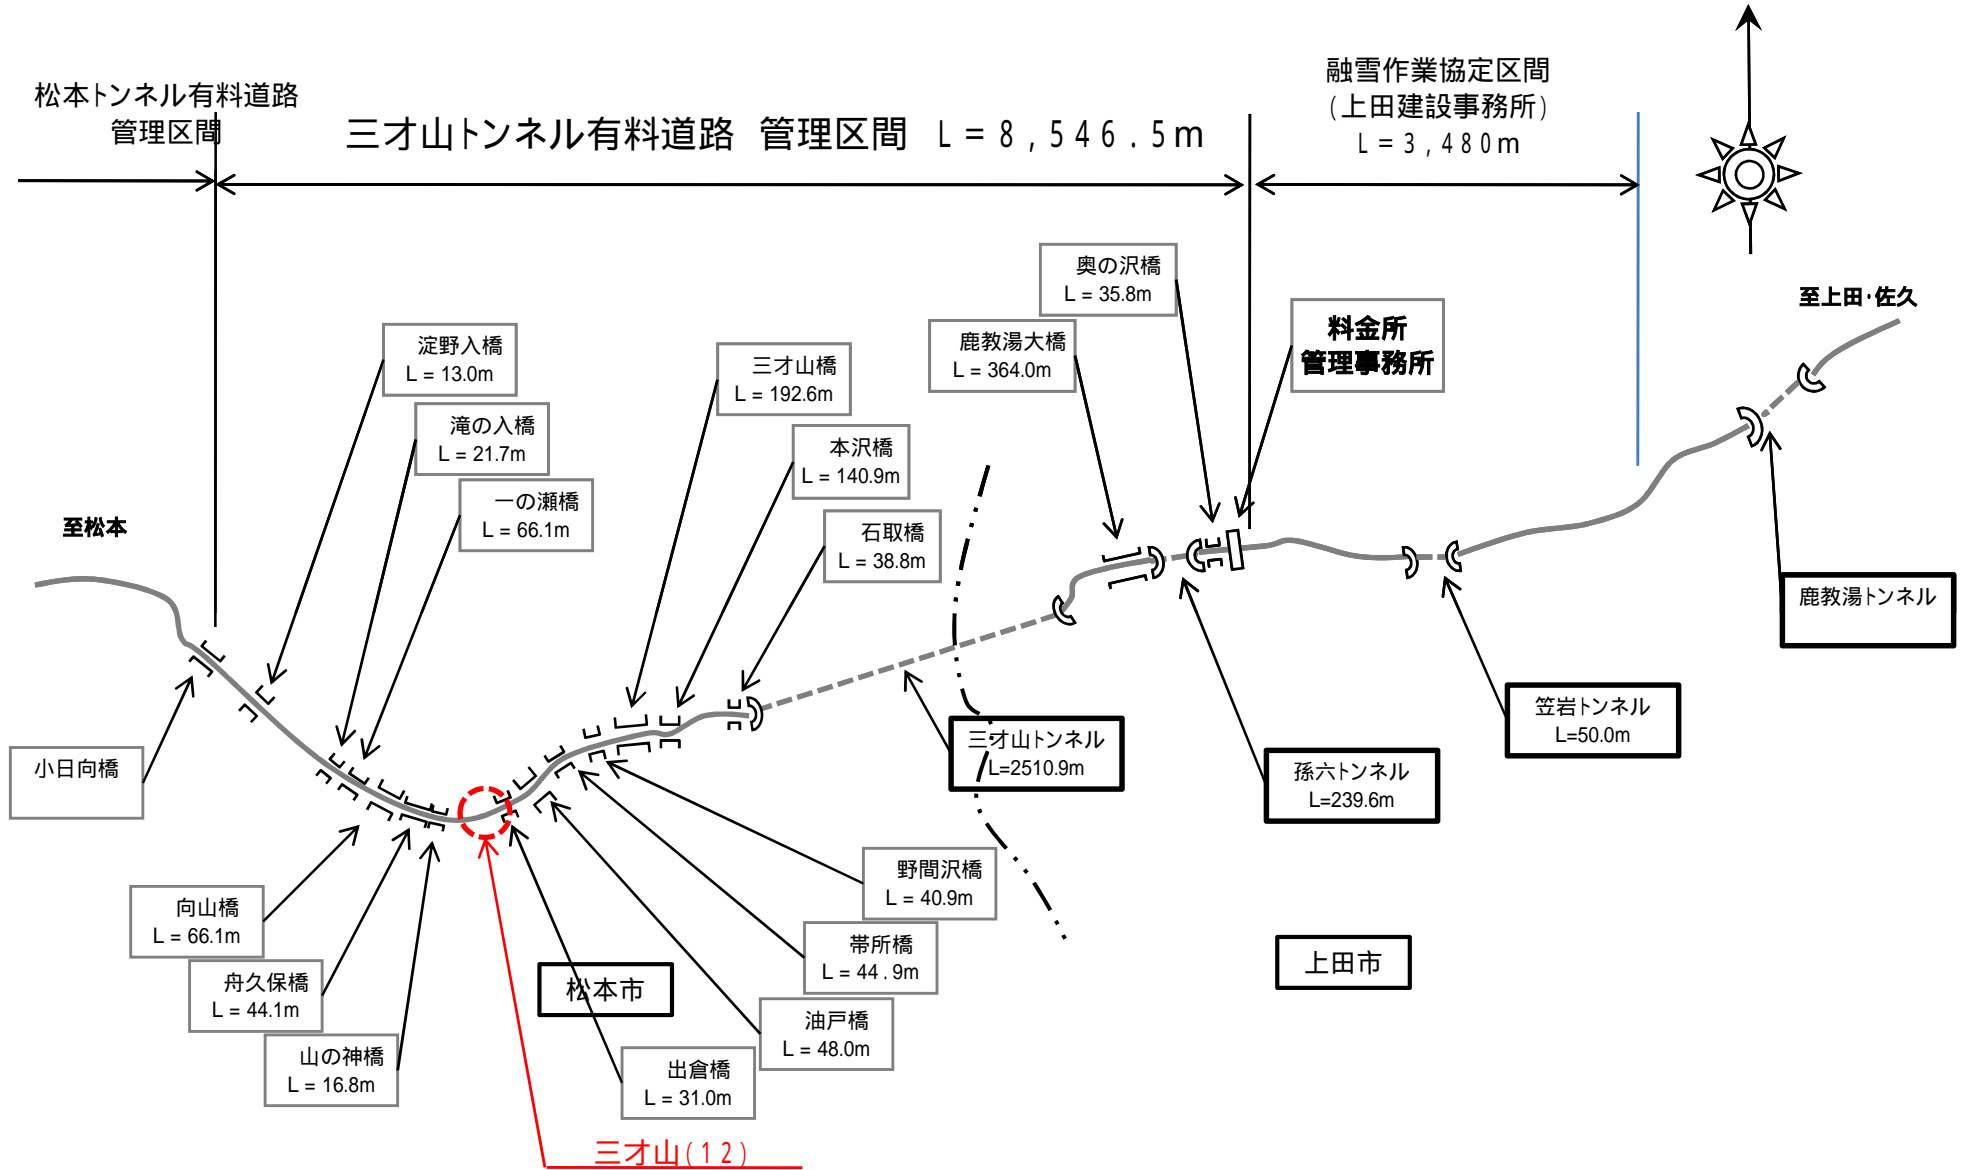 松本トンネル有料道路
管理区間
三才山トンネル有料道路 管理区間 L=8,546.5m
融雪作業協定区間
(上田建設事務所)
L=3,480m
奥の沢橋
L = 35.8m
至上田・佐久
料金所
管理事務所
鹿教湯大橋
L = 364.0m
淀野入橋
L = 13.0m
三才山橋
L = 192.6m
滝の入橋
L = 21.7m
本沢橋
L = 140.9m
一の瀬橋
L = 66.1m
石取橋
L = 38.8m
至松本
鹿教湯トンネル
笠岩トンネル
L=50.0m
三才山トンネル
L=2510.9m
孫六トンネル
L=239.6m
小日向橋
野間沢橋
L = 40.9m
向山橋
L = 66.1m
帯所橋
L = 44.9m
上田市
舟久保橋
L = 44.1m
松本市
油戸橋
L = 48.0m
山の神橋
L = 16.8m
出倉橋
L = 31.0m
三才山(12)